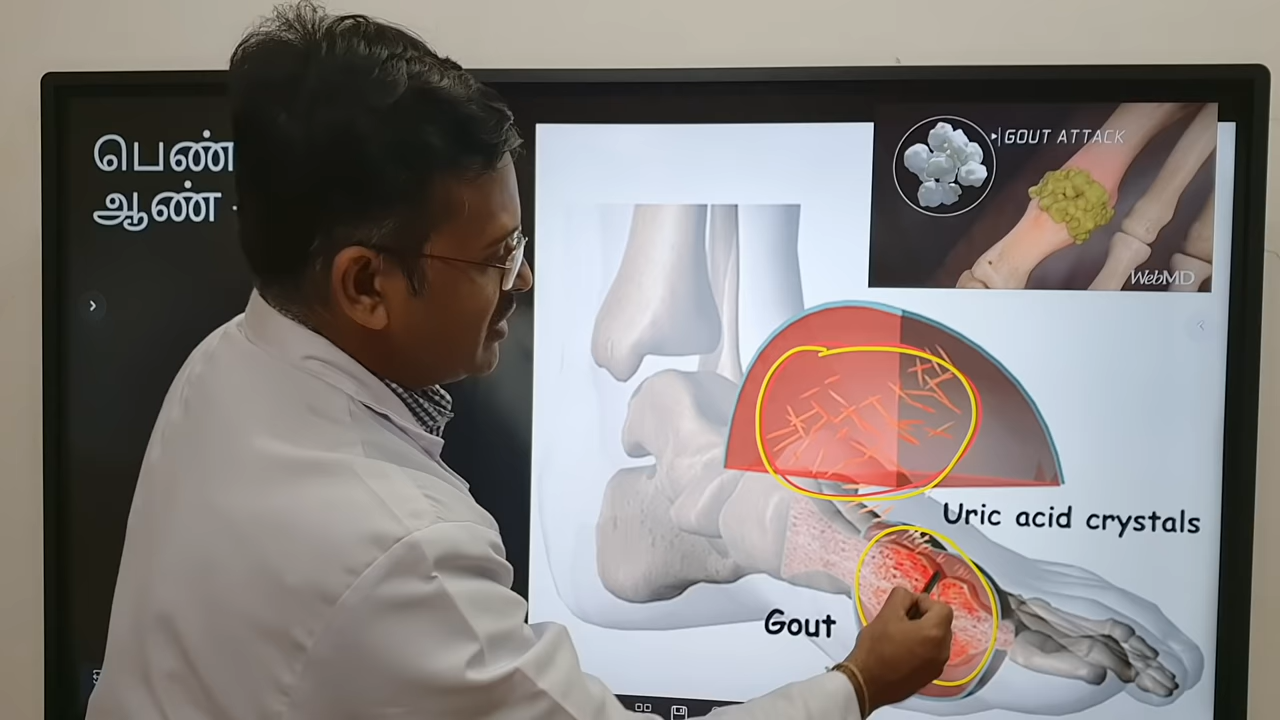 பெண்
ஆண் -
GOUT ATTACK
WebMD
Uric acid crystals
Gout